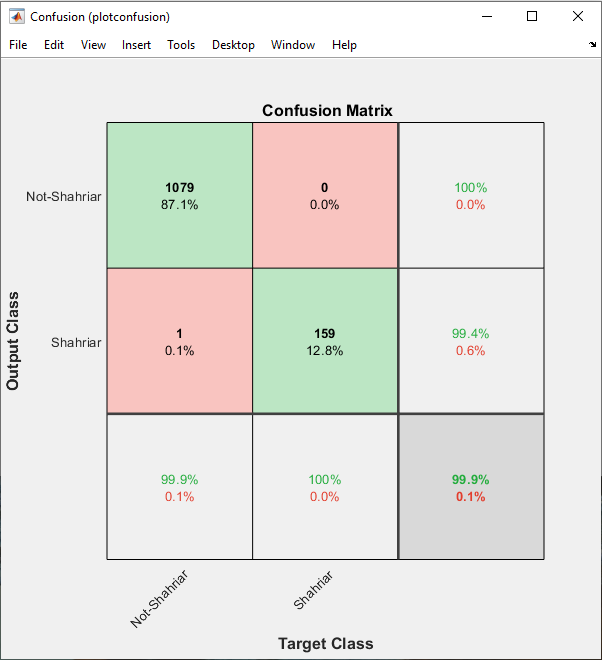 Confusion (plotconfusion)
File Edit View Insert Tools Desktop Window Help
Confusion Matrix
Not-Shahriar
1079
87.1%
0
0.0%
100%
0.0%
Output Class
Shahriar
1
0.1%
159
12.8%
99.4%
0.6%
99.9%
0.1%
100%
0.0%
99.9%
0.1%
Not-Shahriar
Shahriar
Target Class